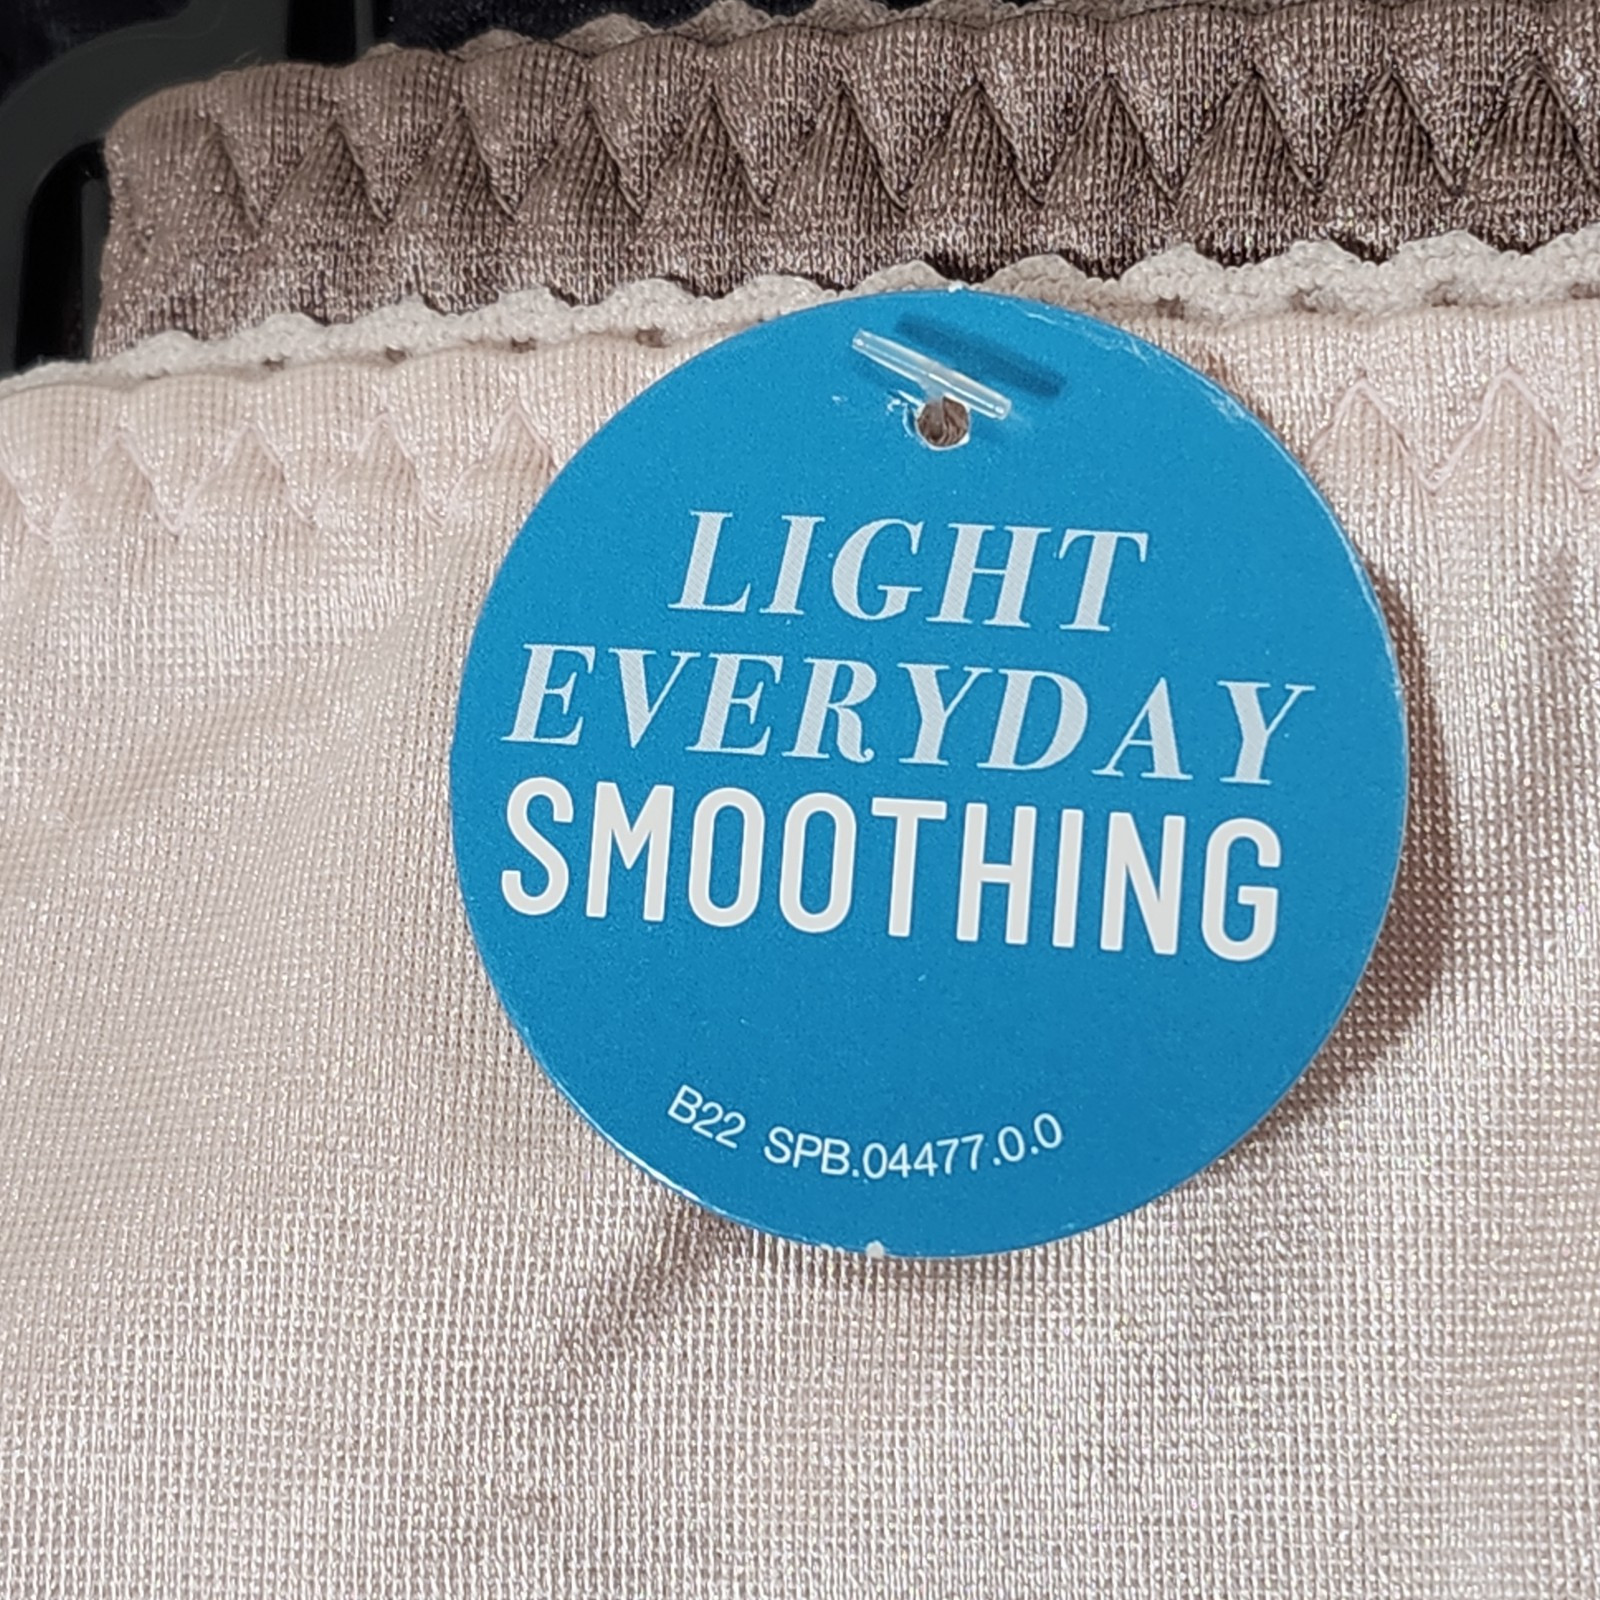 LIGHT
EVERYDAY
SMOOTHING
B22 SPB.04477.0.0